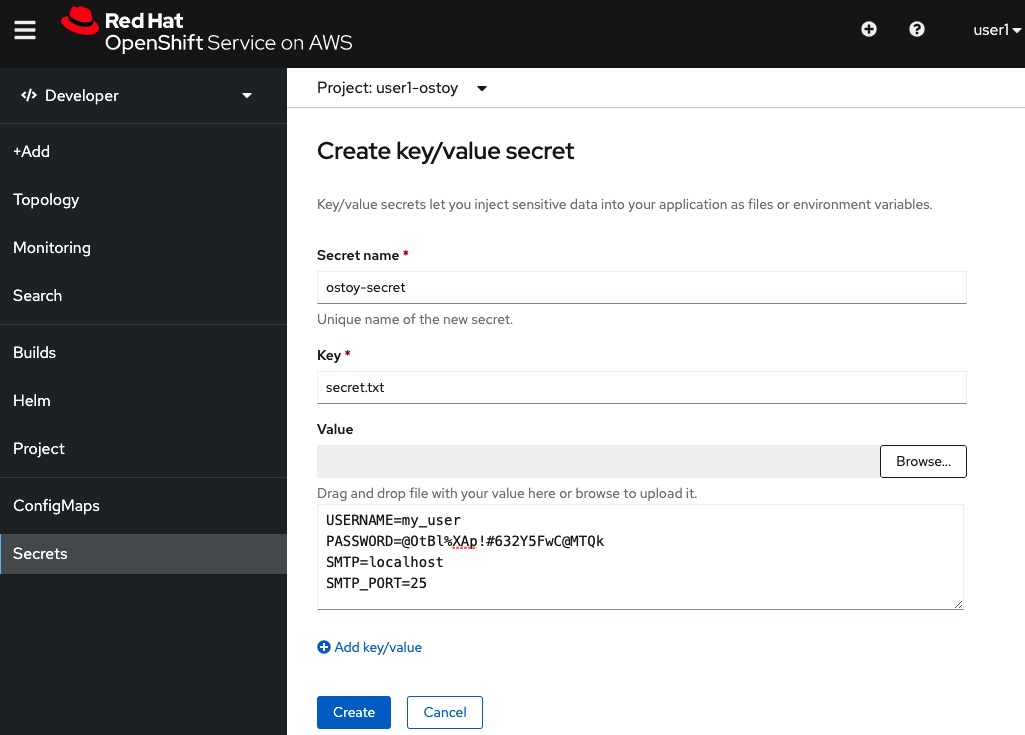 Red Hat
OpenShift Service on AWS
user1
Developer
Project: user1-ostoy
+Add
Topology
Monitoring
Search
Builds
Helm
Project
ConfigMaps
Secrets
Create key/value secret
Key/value secrets let you inject sensitive data into your application as files or environment variables.
Secret name *
ostoy-secret
Unique name of the new secret.
Key *
secret.txt
Value
Browse...
Drag and drop file with your value here or browse to upload it.
USERNAME=my_user
PASSWORD=@OtBl%XAp!#632Y5FwC@MTQk
SMTP=localhost
SMTP_PORT=25
Add key/value
Create
Cancel